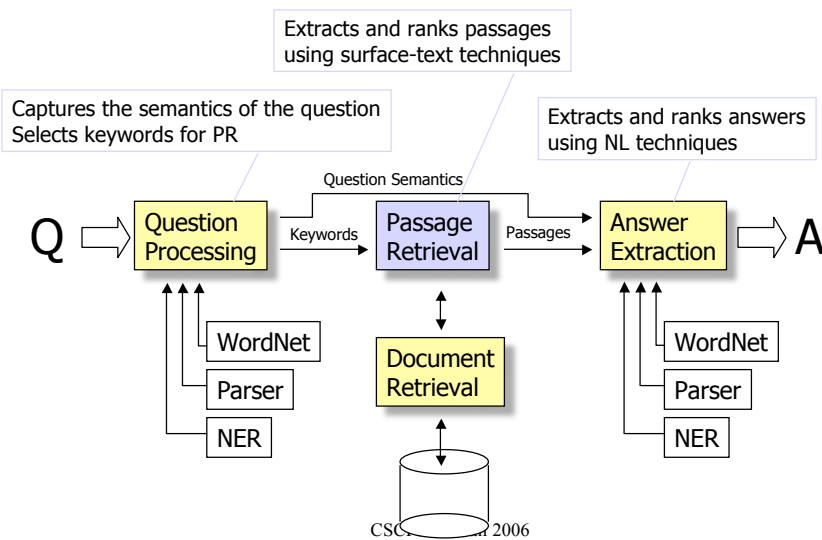 Extracts and ranks passages
using surface-text techniques
Captures the semantics of the question
Selects keywords for PR
Extracts and ranks answers
using NL techniques
Question Semantics
Q
Question
Processing
Keywords
Passage
Retrieval
Passages
Answer
Extraction
A
WordNet
Parser
NER
Document
Retrieval
WordNet
Parser
NER
2006